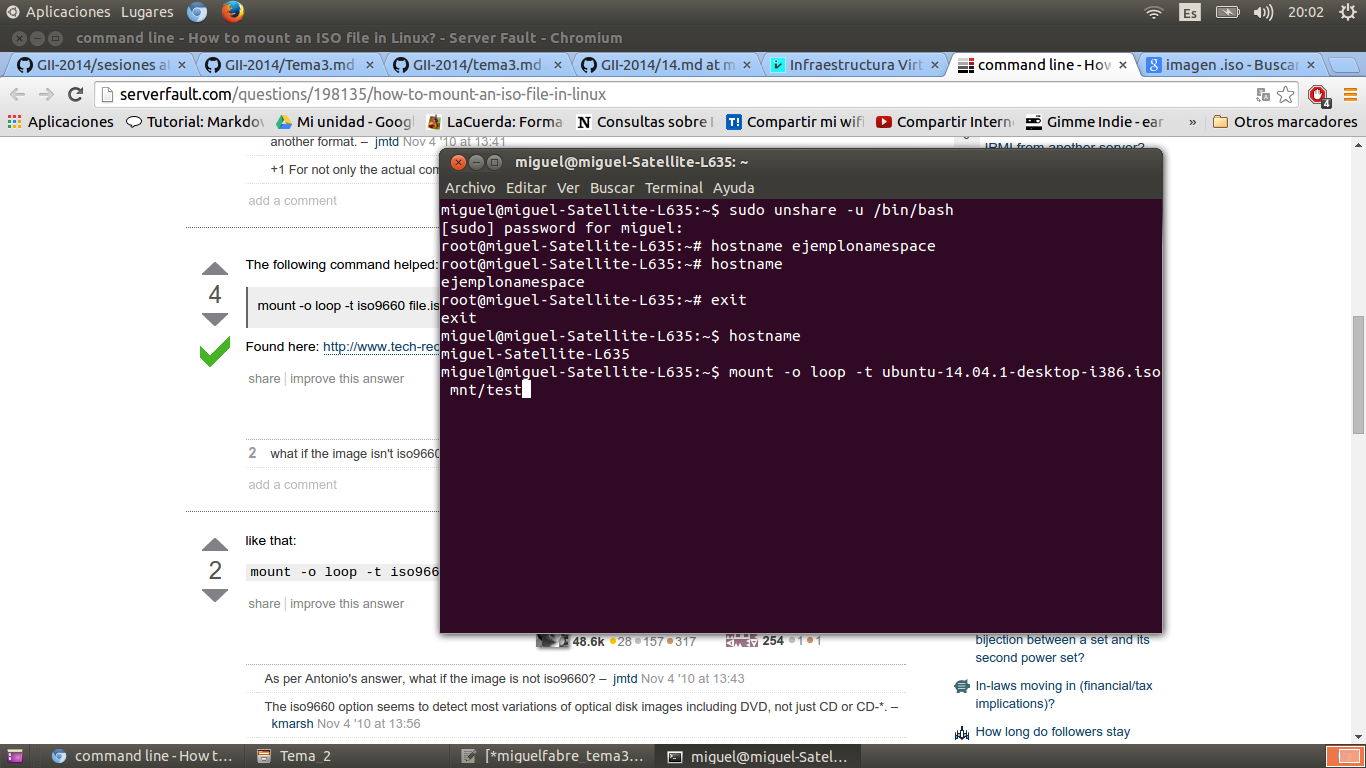 Aplicaciones Lugares
Es
20:02
command line - How to mount an ISO file in Linux? - Server Fault - Chromium
GII-2014/sesiones al
GII-2014/Tema3.md
GII-2014/tema3.md
GII-2014/14.md at m
Infraestructura Virt
command line - How
imagen .iso - Buscar
serverfault.com/questions/198135/how-to-mount-an-iso-file-in-linux
4
Aplicaciones
Tutorial: Markdov
Mi unidad - Googl
LaCuerda: Forma
Consultas sobre
Compartir mi wifi
Compartir Intern
Gimme Indie - ear
»
Otros marcadores
another format. – jmtd Nov 4 '10 at 13:41
IPMI from another server?
+1 For not only the actual com
add a comment
The following command helped:
4
mount -o loop -t iso9660 file.is
Found here: http://www.tech-rec
share improve this answer
2 what if the image isn't iso9660
add a comment
like that:
2
mount -o loop -t iso966
share improve this answer
48.6k 28 157 317
254 1 1
As per Antonio's answer, what if the image is not iso9660? – jmtd Nov 4 '10 at 13:43
The iso9660 option seems to detect most variations of optical disk images including DVD, not just CD or CD-*. –
kmarsh Nov 4 '10 at 13:56
bijection between a set and its
second power set?
In-laws moving in (financial/tax
implications)?
How long do followers stay
miguel@miguel-Satellite-L635: ~
Archivo Editar Ver Buscar Terminal Ayuda
miguel@miguel-Satellite-L635:~$ sudo unshare -u /bin/bash
[sudo] password for miguel:
root@miguel-Satellite-L635:~# hostname ejemplonamespace
root@miguel-Satellite-L635:~# hostname
ejemplonamespace
root@miguel-Satellite-L635:~# exit
exit
miguel@miguel-Satellite-L635:~$ hostname
miguel-Satellite-L635
miguel@miguel-Satellite-L635:~$ mount -o loop -t ubuntu-14.04.1-desktop-i386.iso
mnt/test
command line - How t...
Tema_2
[*miguelfabre_tema3...
miguel@miguel-Satel...